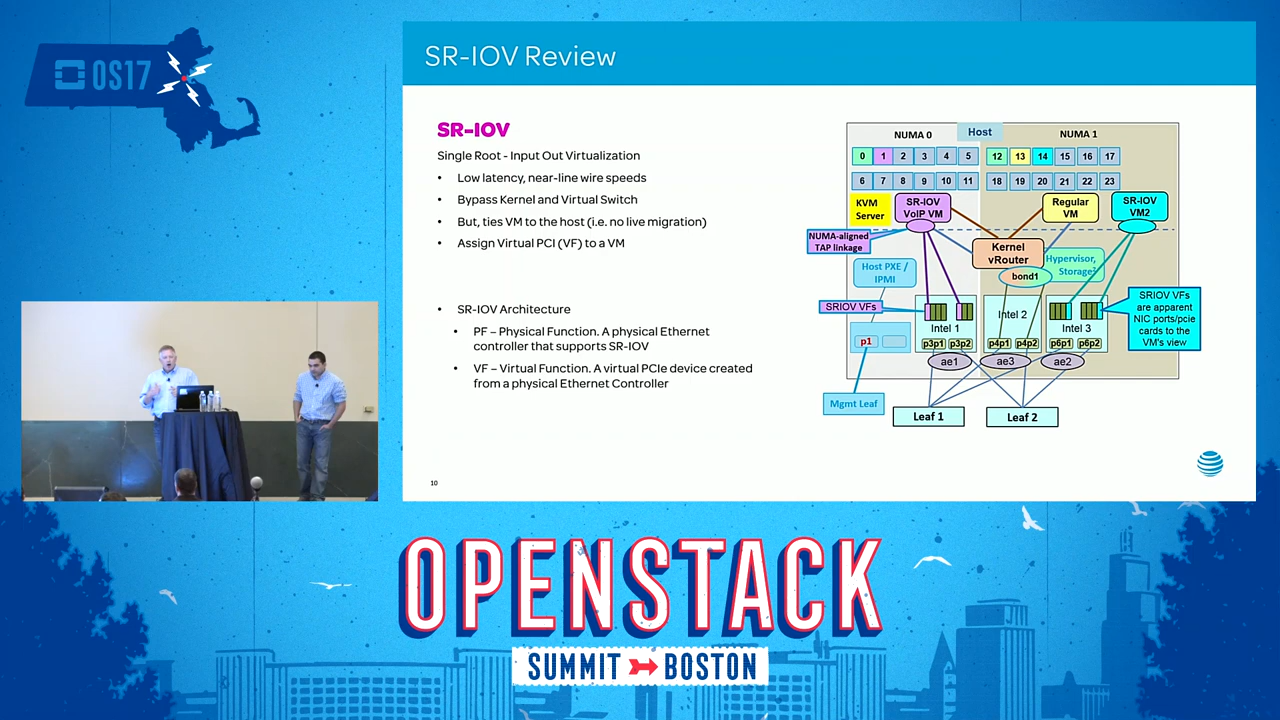 OS17
SR-IOV Review
SR-IOV
Single Root - Input Out Virtualization
• Low latency, near-line wire speeds
• Bypass Kernel and Virtual Switch
• But, ties VM to the host (i.e. no live migration)
• Assign Virtual PCI (VF) to a VM
• SR-IOV Architecture
• PF – Physical Function. A physical Ethernet
controller that supports SR-IOV
• VF – Virtual Function. A virtual PCIe device created
from a physical Ethernet Controller
10
NUMA 0
Host
NUMA 1
0 1 2 3 4 5
12 13 14 15 16 17
6 7 8 9 10 11
18 19 20 21 22 23
KVM
Server
SR-IOV
VoIP VM
Regular
VM
SR-IOV
VM2
NUMA-aligned
TAP linkage
Kernel
vRouter
Hypervisor,
Storage
bond1
Host PXE /
IPMI
SRIOV VFs
SRIOV VFs
are apparent
NIC ports/pcie
cards to the
VM's view
Intel 1
Intel 2
Intel 3
p1
p3p1 p3p2
p4p1 p4p2
p6p1 p6p2
ae1
ae3
ae2
Mgmt Leaf
Leaf 1
Leaf 2
OPENSTACK
SUMMIT BOSTON